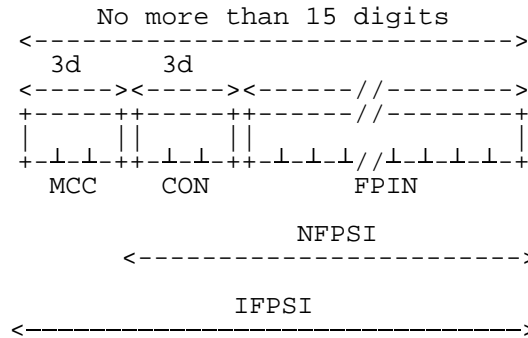 No more than 15 digits
3d 3d
MCC CON FPIN
NFPSI
IFPSI